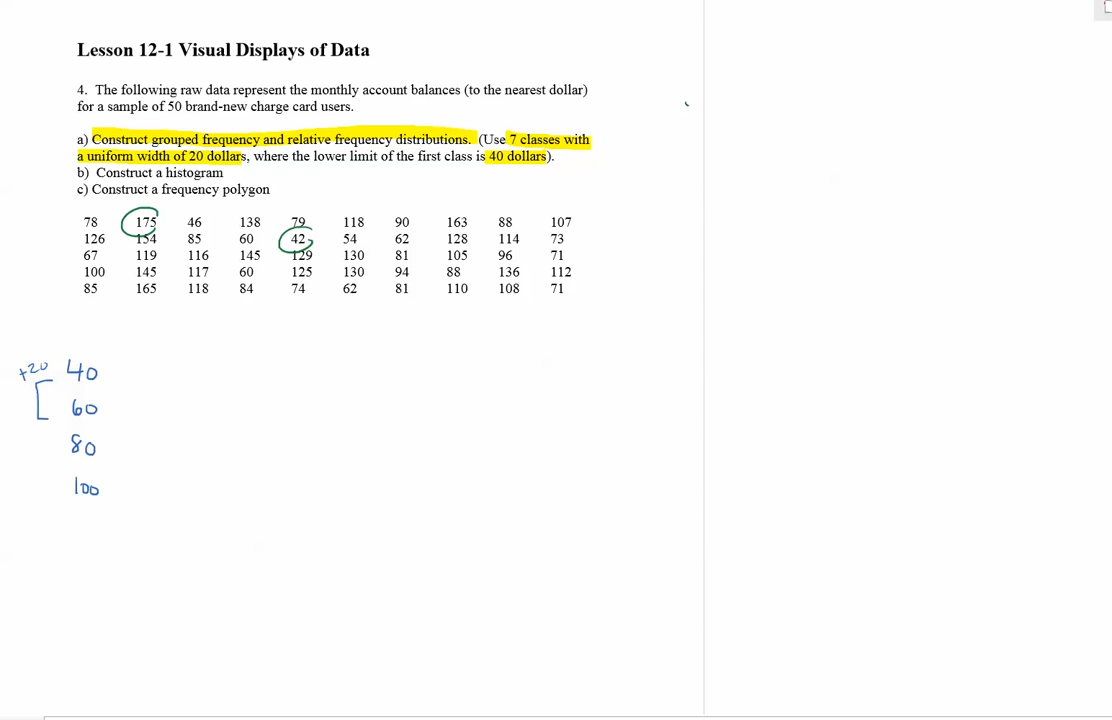 Lesson 12-1 Visual Displays of Data
4. The following raw data represent the monthly account balances (to the nearest dollar)
for a sample of 50 brand-new charge card users.
a) Construct grouped frequency and relative frequency distributions. (Use 7 classes with
a uniform width of 20 dollars, where the lower limit of the first class is 40 dollars).
b) Construct a histogram
c) Construct a frequency polygon
78 175 46 138 79 118 90 163 88 107
126 154 85 60 42 54 62 128 114 73
67 119 116 145 129 130 81 105 96 71
100 145 117 60 125 130 94 88 136 112
85 165 118 84 74 62 81 110 108 71
+20 40
60
80
100